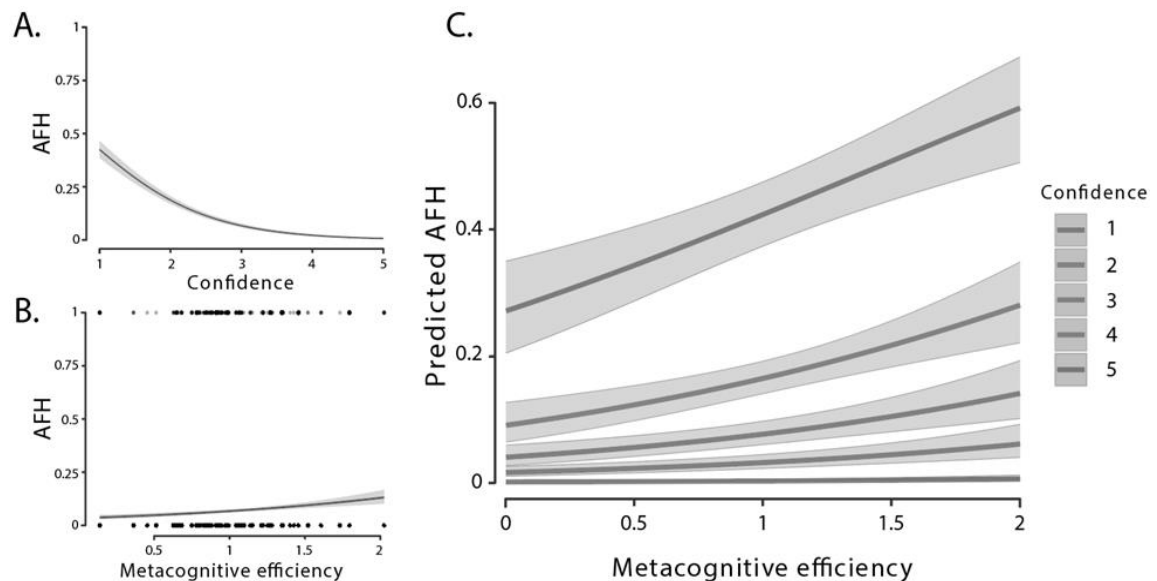 A.
1
0.75
0.5
0.25
0
AFH
1 2 3 4 5
Confidence
B.
1
0.75
0.5
0.25
0
AFH
0.5 1 1.5 2
Metacognitive efficiency
C.
0.6
0.4
0.2
0
Predicted AFH
0 0.5 1 1.5 2
Metacognitive efficiency
Confidence
1
2
3
4
5